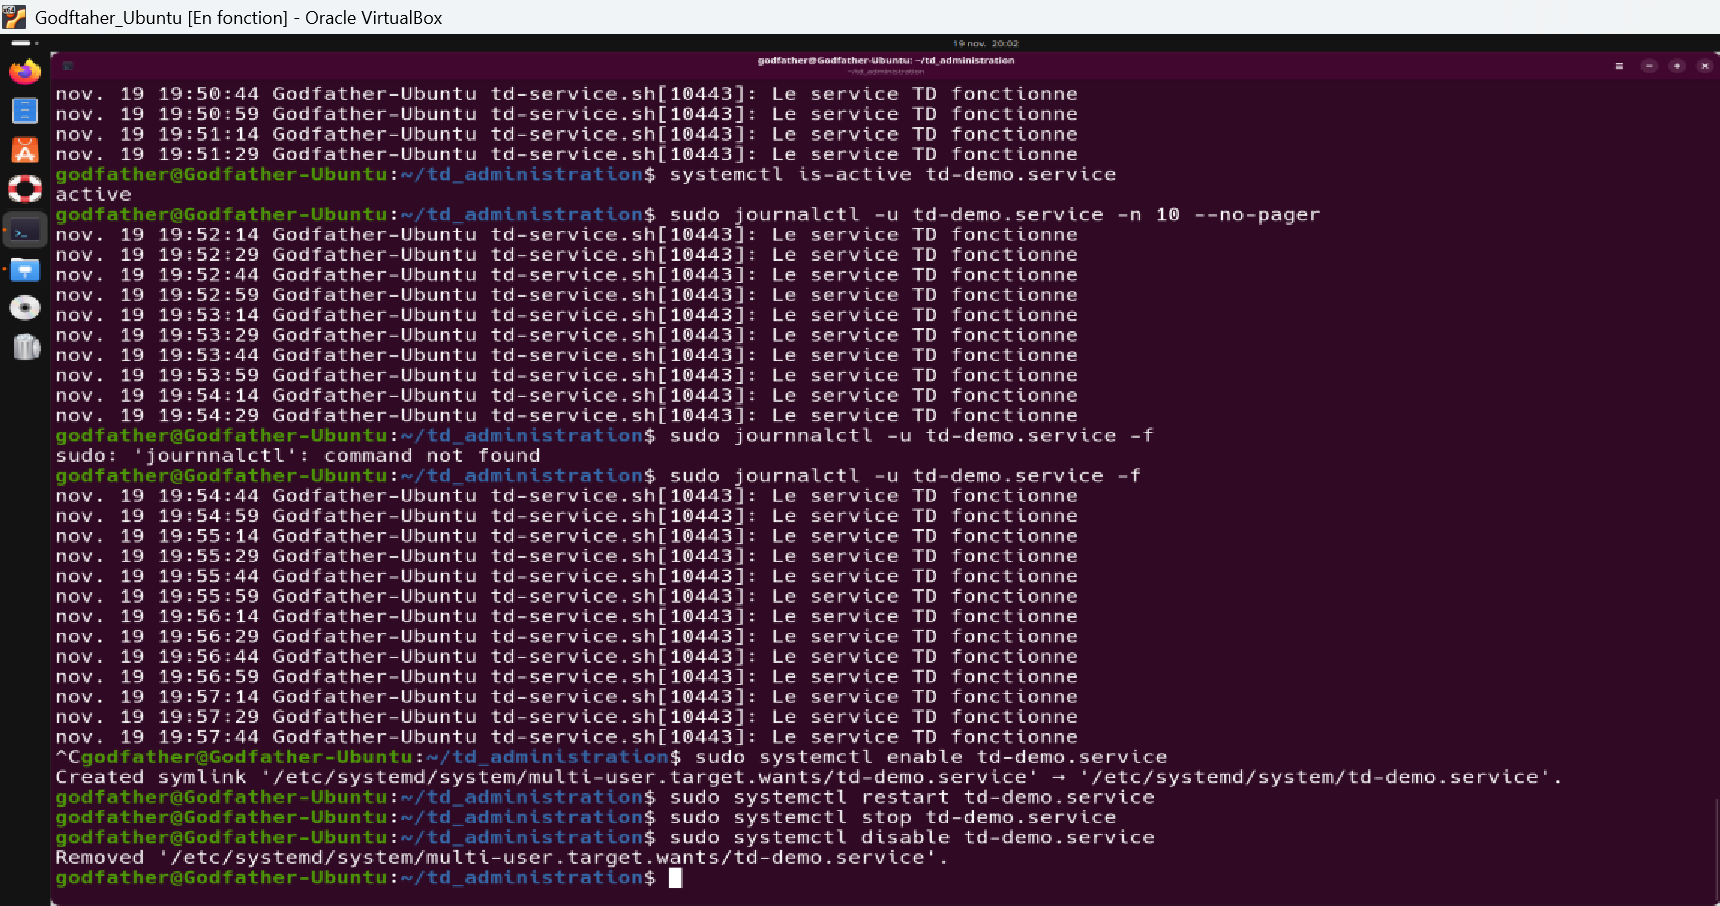 Godftaher_Ubuntu [En fonction] - Oracle VirtualBox
19 nov. 20:02
godfather@Godfather-Ubuntu: ~/td_administration
~/td_administration
nov. 19 19:50:44 Godfather-Ubuntu td-service.sh[10443]: Le service TD fonctionne
nov. 19 19:50:59 Godfather-Ubuntu td-service.sh[10443]: Le service TD fonctionne
nov. 19 19:51:14 Godfather-Ubuntu td-service.sh[10443]: Le service TD fonctionne
nov. 19 19:51:29 Godfather-Ubuntu td-service.sh[10443]: Le service TD fonctionne
godfather@Godfather-Ubuntu:~/td_administration$ systemctl is-active td-demo.service
active
godfather@Godfather-Ubuntu:~/td_administration$ sudo journalctl -u td-demo.service -n 10 --no-pager
nov. 19 19:52:14 Godfather-Ubuntu td-service.sh[10443]: Le service TD fonctionne
nov. 19 19:52:29 Godfather-Ubuntu td-service.sh[10443]: Le service TD fonctionne
nov. 19 19:52:44 Godfather-Ubuntu td-service.sh[10443]: Le service TD fonctionne
nov. 19 19:52:59 Godfather-Ubuntu td-service.sh[10443]: Le service TD fonctionne
nov. 19 19:53:14 Godfather-Ubuntu td-service.sh[10443]: Le service TD fonctionne
nov. 19 19:53:29 Godfather-Ubuntu td-service.sh[10443]: Le service TD fonctionne
nov. 19 19:53:44 Godfather-Ubuntu td-service.sh[10443]: Le service TD fonctionne
nov. 19 19:53:59 Godfather-Ubuntu td-service.sh[10443]: Le service TD fonctionne
nov. 19 19:54:14 Godfather-Ubuntu td-service.sh[10443]: Le service TD fonctionne
nov. 19 19:54:29 Godfather-Ubuntu td-service.sh[10443]: Le service TD fonctionne
godfather@Godfather-Ubuntu:~/td_administration$ sudo journnalctl -u td-demo.service -f
sudo: 'journnalctl': command not found
godfather@Godfather-Ubuntu:~/td_administration$ sudo journalctl -u td-demo.service -f
nov. 19 19:54:44 Godfather-Ubuntu td-service.sh[10443]: Le service TD fonctionne
nov. 19 19:54:59 Godfather-Ubuntu td-service.sh[10443]: Le service TD fonctionne
nov. 19 19:55:14 Godfather-Ubuntu td-service.sh[10443]: Le service TD fonctionne
nov. 19 19:55:29 Godfather-Ubuntu td-service.sh[10443]: Le service TD fonctionne
nov. 19 19:55:44 Godfather-Ubuntu td-service.sh[10443]: Le service TD fonctionne
nov. 19 19:55:59 Godfather-Ubuntu td-service.sh[10443]: Le service TD fonctionne
nov. 19 19:56:14 Godfather-Ubuntu td-service.sh[10443]: Le service TD fonctionne
nov. 19 19:56:29 Godfather-Ubuntu td-service.sh[10443]: Le service TD fonctionne
nov. 19 19:56:44 Godfather-Ubuntu td-service.sh[10443]: Le service TD fonctionne
nov. 19 19:56:59 Godfather-Ubuntu td-service.sh[10443]: Le service TD fonctionne
nov. 19 19:57:14 Godfather-Ubuntu td-service.sh[10443]: Le service TD fonctionne
nov. 19 19:57:29 Godfather-Ubuntu td-service.sh[10443]: Le service TD fonctionne
nov. 19 19:57:44 Godfather-Ubuntu td-service.sh[10443]: Le service TD fonctionne
^Cgodfather@Godfather-Ubuntu:~/td_administration$ sudo systemctl enable td-demo.service
Created symlink '/etc/systemd/system/multi-user.target.wants/td-demo.service' → '/etc/systemd/system/td-demo.service'.
godfather@Godfather-Ubuntu:~/td_administration$ sudo systemctl restart td-demo.service
godfather@Godfather-Ubuntu:~/td_administration$ sudo systemctl stop td-demo.service
godfather@Godfather-Ubuntu:~/td_administration$ sudo systemctl disable td-demo.service
Removed '/etc/systemd/system/multi-user.target.wants/td-demo.service'.
godfather@Godfather-Ubuntu:~/td_administration$